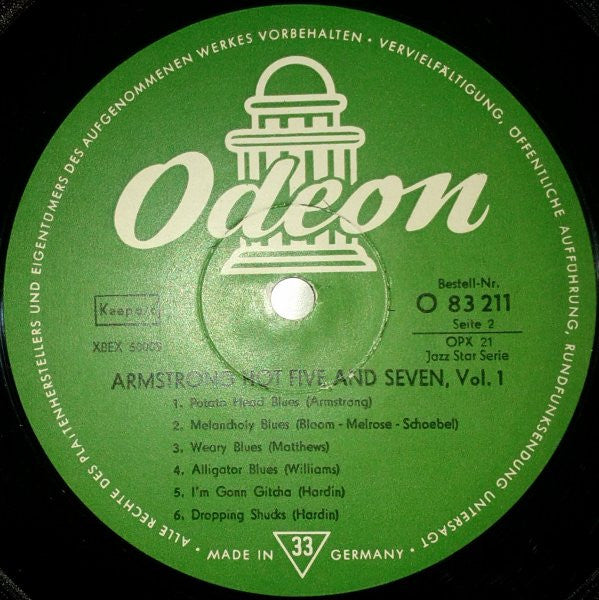 ALLE RECHTE DES PLATTENHERSTELLERS UND EIGENTÜMERS DES AUFGENOMMENEN WERKES VORBEHALTEN · VERVIELFÄLTIGUNG, ÖFFENTLICHE AUFFÜHRUNG, RUNDFUNKSENDUNG UNTERSAGT ·
Odeon
Bestell-Nr.
O 83 211
Seite 2
OPX 21
Jazz Star Serie
XBEX
ARMSTRONG HOT FIVE AND SEVEN, Vol. 1
1. Potato Head Blues (Armstrong)
2. Melancholy Blues (Bloom - Melrose - Schoebel)
3. Weary Blues (Matthews)
4. Alligator Blues (Williams)
5. I'm Gonn Gitcha (Hardin)
6. Dropping Shucks (Hardin)
MADE IN 33 GERMANY